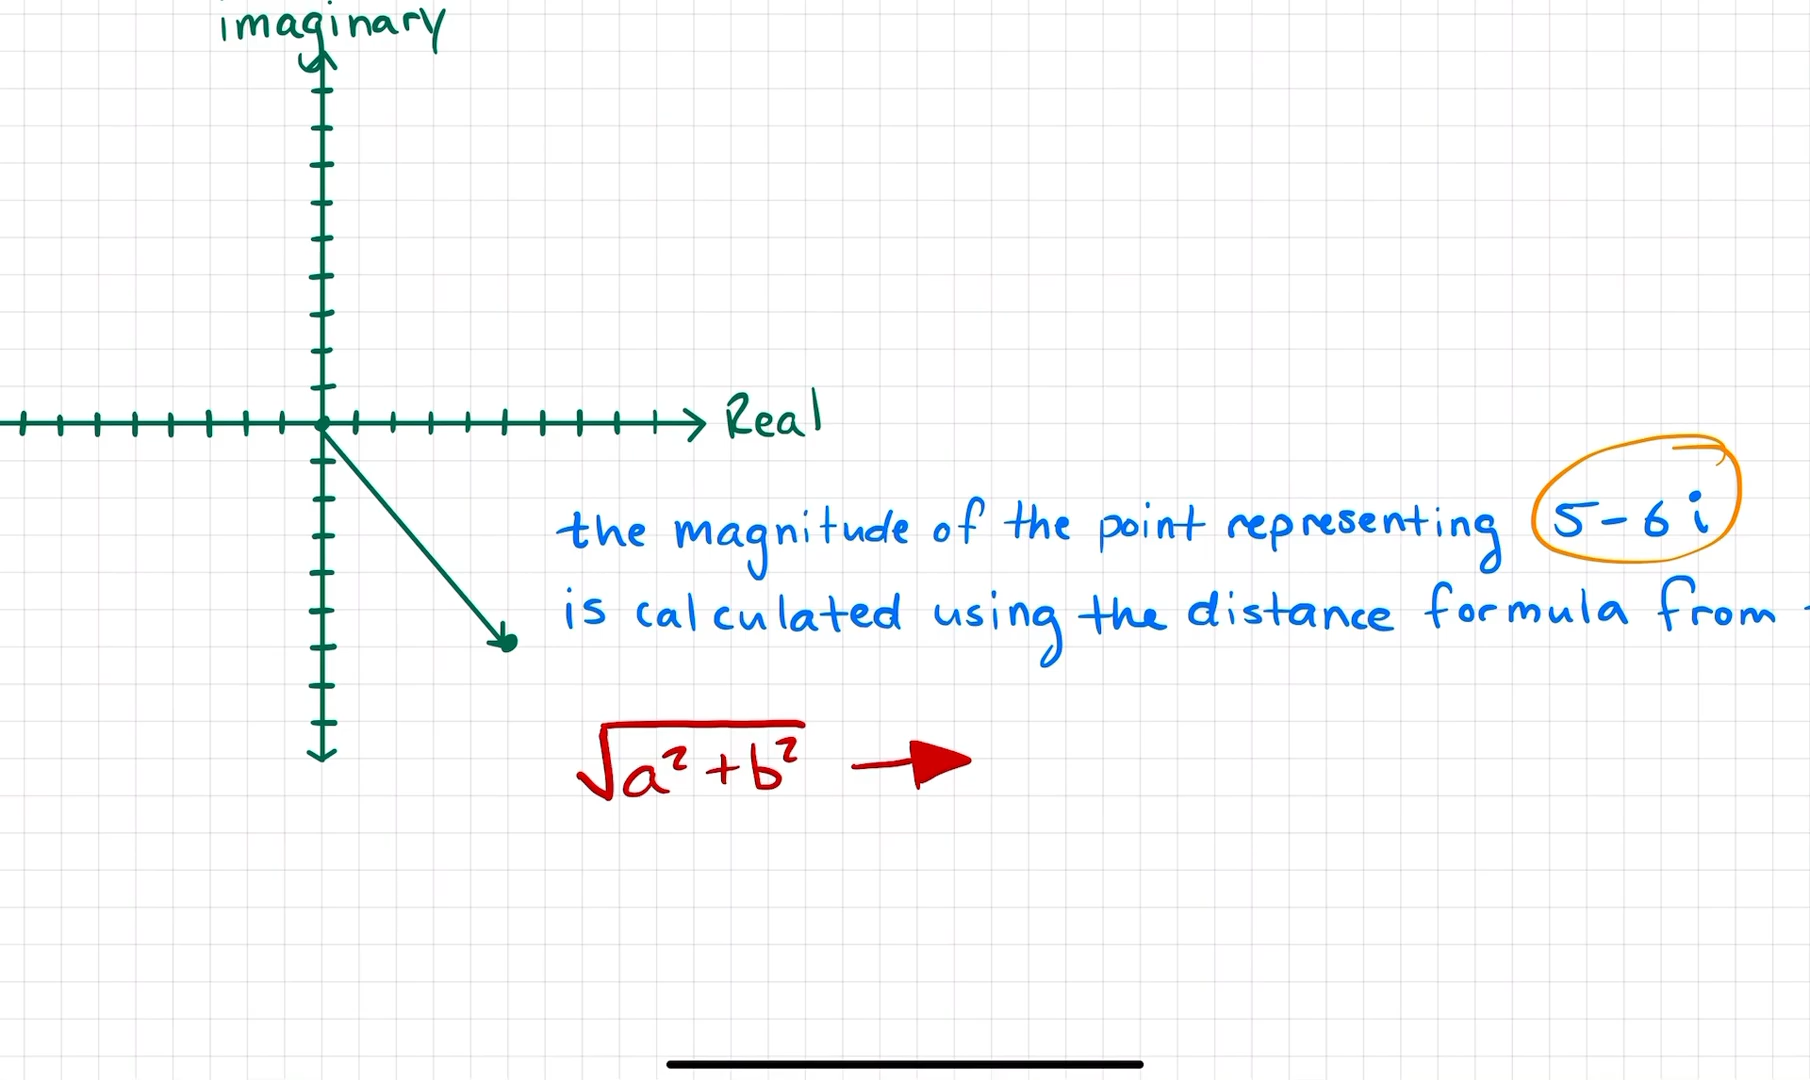 imaginary
Real
the magnitude of the point representing 5-6i
is calculated using the distance formula from
√a²+b²